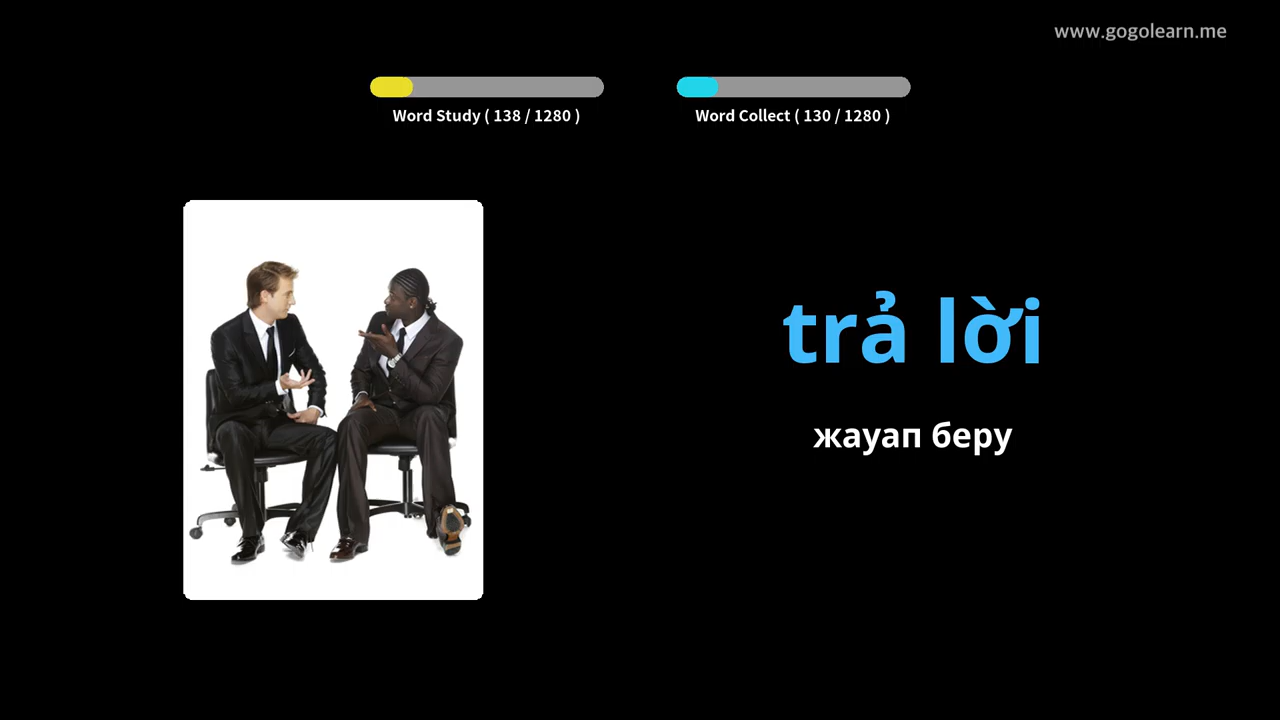 www.gogolearn.me
Word Study ( 138 / 1280 )
Word Collect ( 130 / 1280 )
trả lời
жауап беру